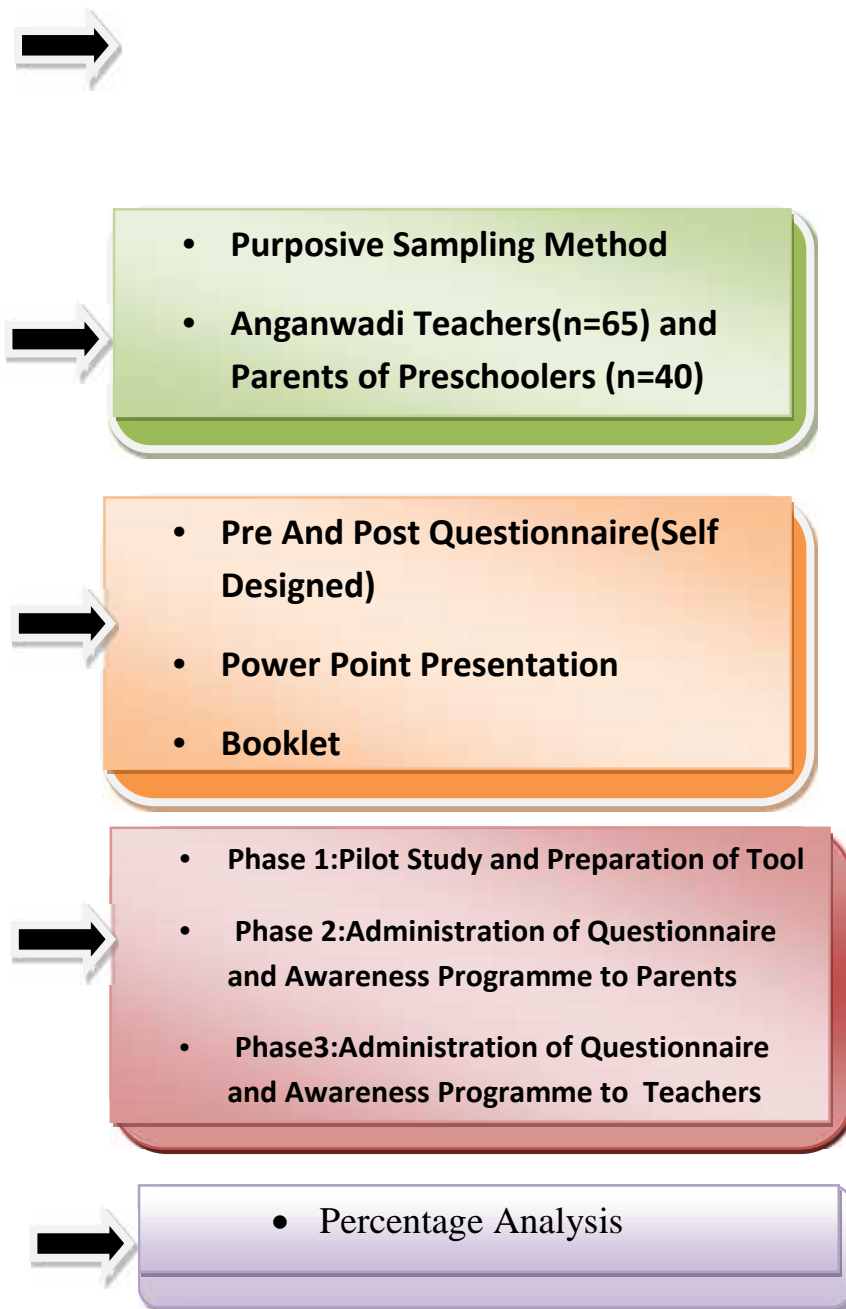 • Purposive Sampling Method
• Anganwadi Teachers(n=65) and
Parents of Preschoolers (n=40)
• Pre And Post Questionnaire(Self
Designed)
• Power Point Presentation
• Booklet
• Phase 1:Pilot Study and Preparation of Tool
• Phase 2:Administration of Questionnaire
and Awareness Programme to Parents
• Phase3:Administration of Questionnaire
and Awareness Programme to Teachers
• Percentage Analysis